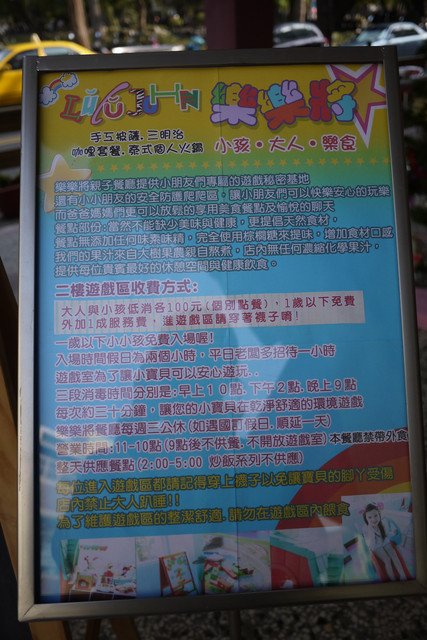 樂樂將
手工披薩.三明治
咖哩套餐.泰式個人火鍋
小孩・大人・樂食
樂樂將親子餐廳提供小朋友們專屬的遊戲秘密基地
還有小小朋友的安全防護爬爬區, 讓小朋友們可以快樂安心的玩樂
而爸爸媽媽們更可以放鬆的享用美食餐點及愉悅的聊天
餐點部份.當然不能缺少美味與健康, 更提倡天然食材,
餐點無添加任何味素味精, 完全使用棕櫚糖來提味, 增加食材口感
我們的果汁來自大樹果農親自熬煮, 店內無任何濃縮化學果汁,
提供每位貴賓最好的休憩空間與健康飲食。
二樓遊戲區收費方式:
大人與小孩低消各100元(個別點餐), 1歲以下免費
外加1成服務費, 進遊戲區請穿著襪子唷!
一歲以下小小孩免費入場喔!
入場時間假日為兩個小時, 平日老闆多招待一小時
遊戲室為了讓小寶貝可以安心遊玩..
三段消毒時間分別是:早上10點.下午2點.晚上9點
每次約三十分鐘, 讓您的小寶貝在乾淨舒適的環境遊戲
樂樂將餐廳每週三公休(如遇國訂假日.順延一天)
營業時間:11-10點(9點後不供餐.不開放遊戲室)本餐廳禁帶外食
整天供應餐點(2:00-5:00 炒飯系列不供應)
每位進入遊戲區都請記得穿上襪子以免讓寶貝的腳丫受傷
店內禁止大人趴睡!!
為了維護遊戲區的整潔舒適.請勿在遊戲區內餵食